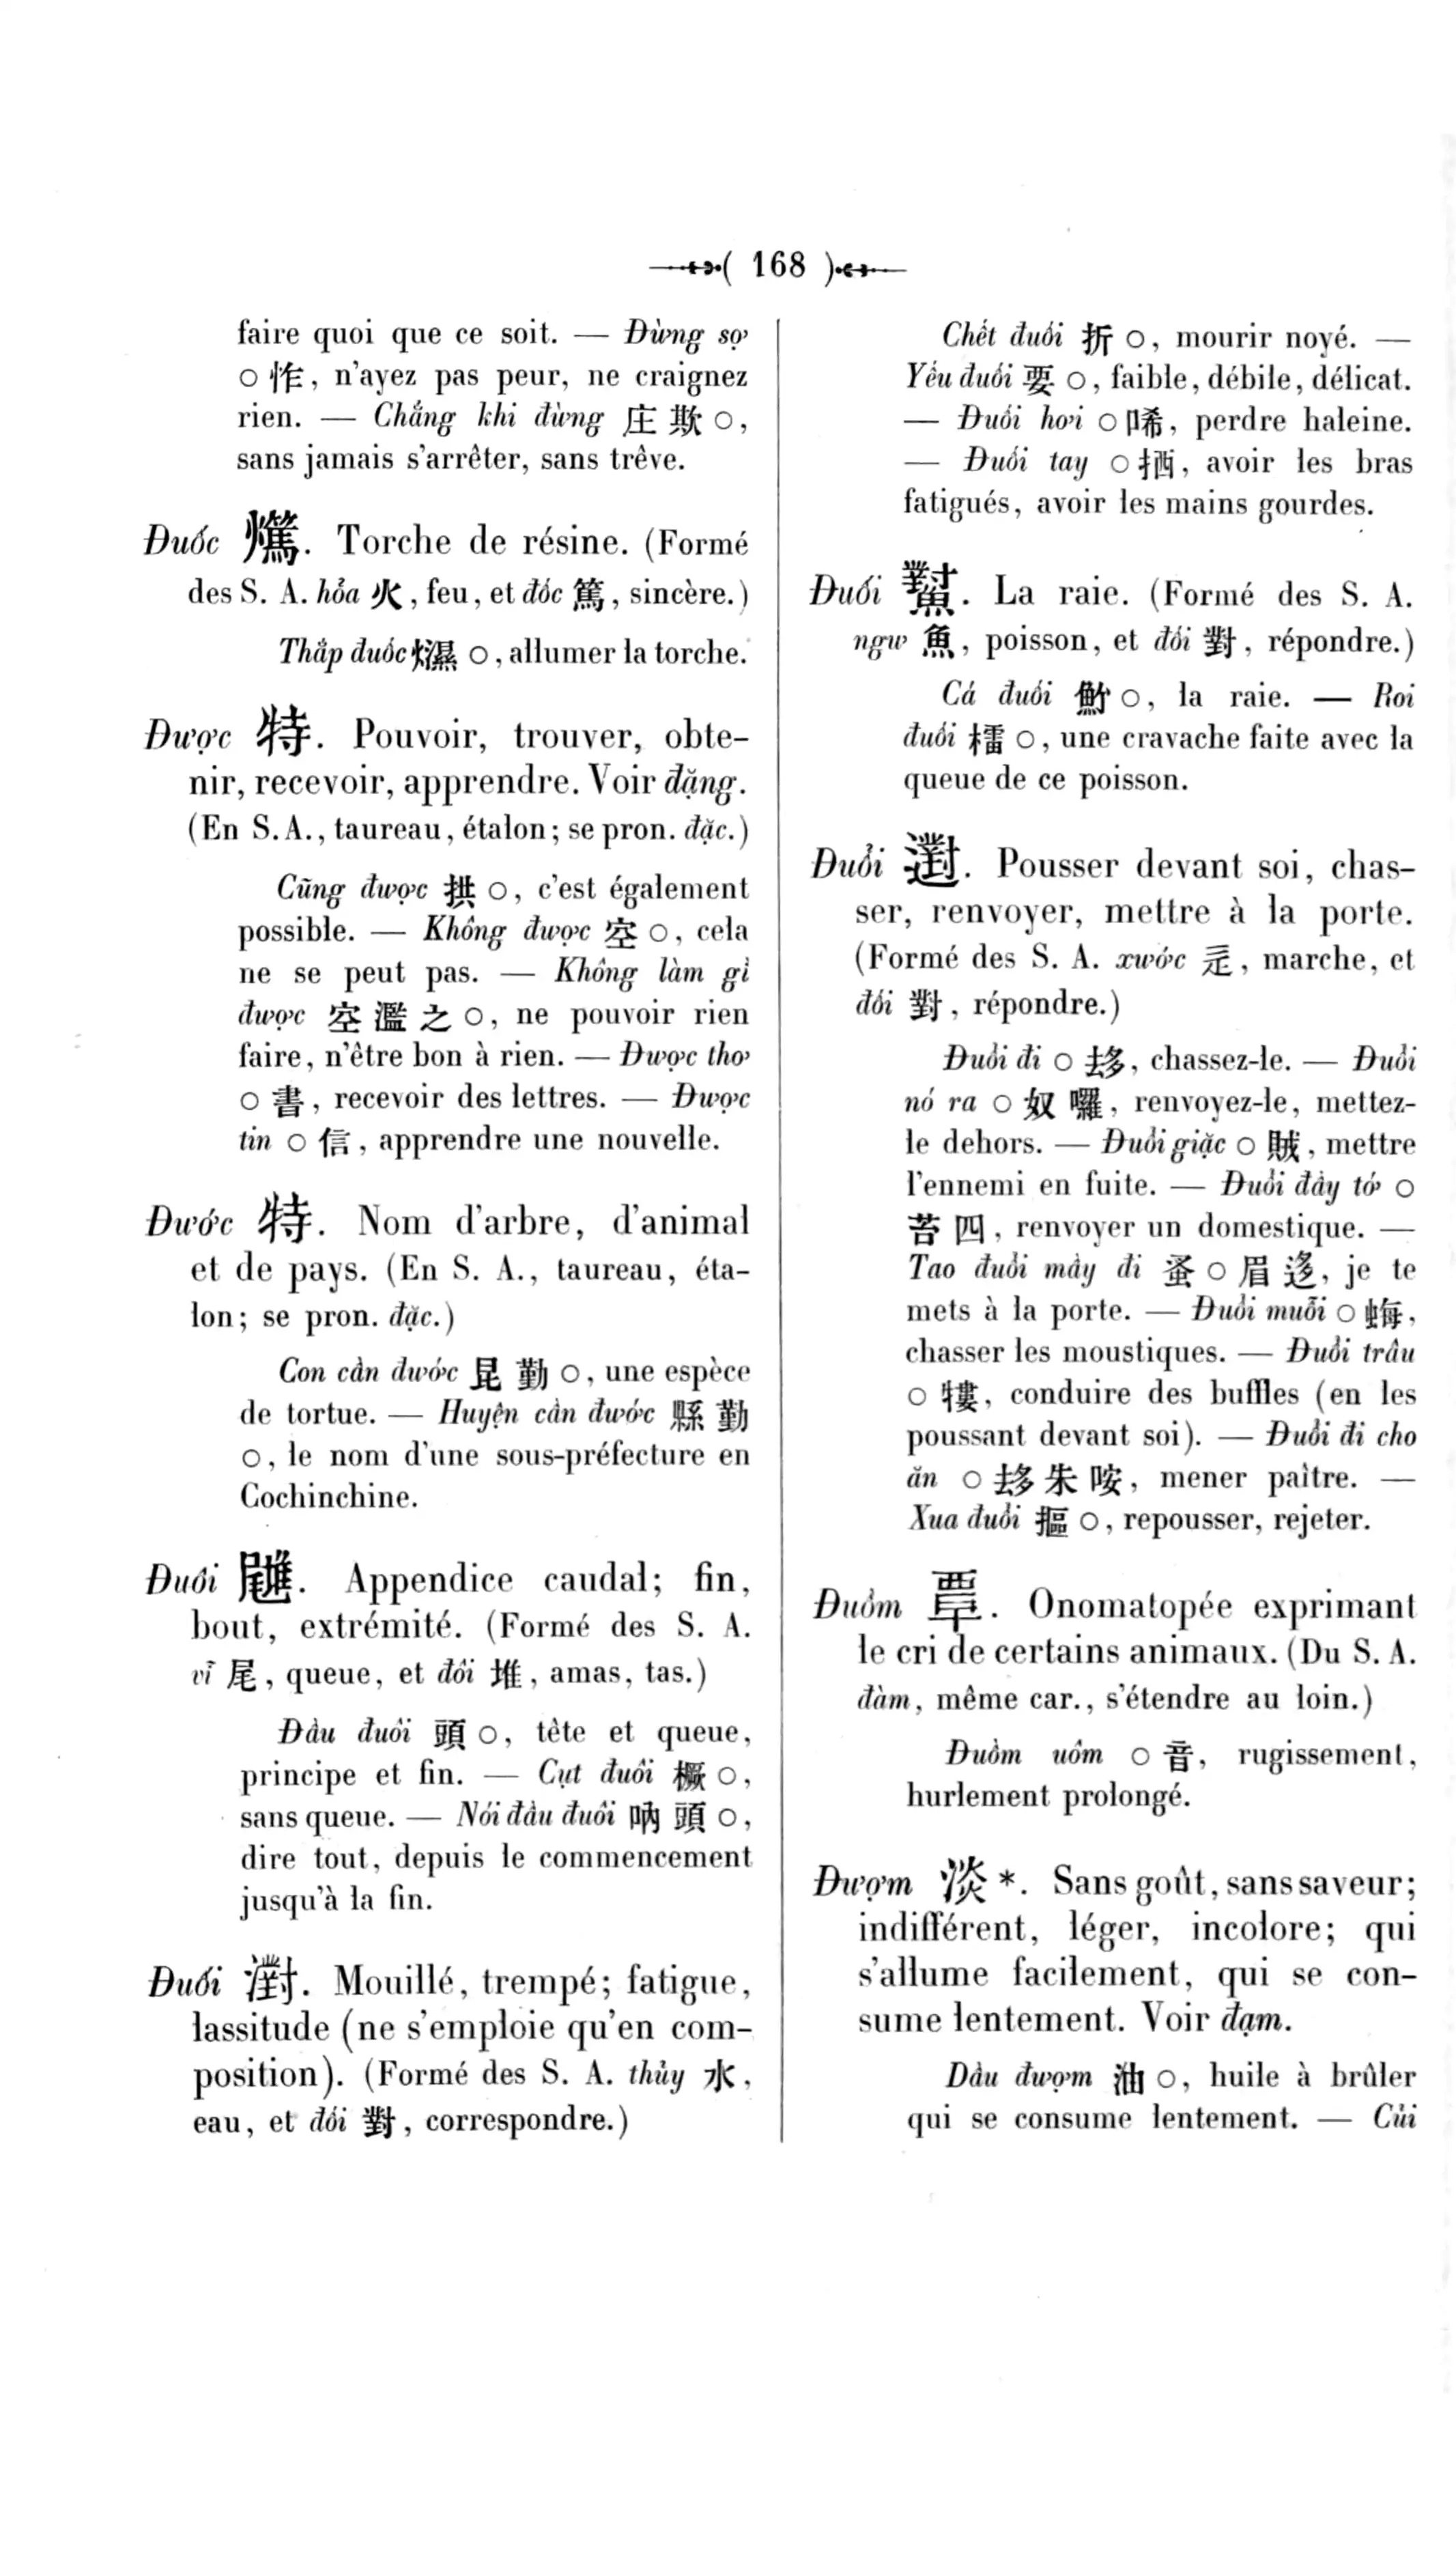 ( 168 )
faire quoi que ce soit. — Đừng sợ
○ 怍, n'ayez pas peur, ne craignez
rien. — Chẳng khi đừng 庄欺○,
sans jamais s'arrêter, sans trêve.
Đuốc. Torche de résine. (Formé
des S. A. hỏa 火, feu, et đốc 篤, sincère.)
Thắp đuốc ○, allumer la torche.
Được 特. Pouvoir, trouver, obte-
nir, recevoir, apprendre. Voir đặng.
(En S.A., taureau, étalon; se pron. đặc.)
Cũng được 拱 ○, c'est également
possible. — Không được 空 ○, cela
ne se peut pas. — Không làm gì
được 空 濫 之 ○, ne pouvoir rien
faire, n'être bon à rien. — Được thơ
○ 書, recevoir des lettres. — Được
tin ○ 信, apprendre une nouvelle.
Đước 特. Nom d'arbre, d'animal
et de pays. (En S. A., taureau, éta-
lon; se pron. đặc.)
Con cần đước 昆 勤 ○, une espèce
de tortue. — Huyện cần đước 縣 勤
○, le nom d'une sous-préfecture en
Cochinchine.
Đuôi. Appendice caudal; fin,
bout, extrémité. (Formé des S. A.
vĩ 尾, queue, et đôi 堆, amas, tas.)
Đầu đuôi 頭 ○, tête et queue,
principe et fin. — Cụt đuôi 橛 ○,
sans queue. — Nói đầu đuôi 吶 頭 ○,
dire tout, depuis le commencement
jusqu'à la fin.
Đuối 濧. Mouillé, trempé; fatigue,
lassitude (ne s'emploie qu'en com-
position). (Formé des S. A. thủy 水,
eau, et đối 對, correspondre.)
Chết đuối 折 ○, mourir noyé. —
Yếu đuối 要 ○, faible, débile, délicat.
— Đuối hơi ○ 唏, perdre haleine.
— Đuối tay ○ 拪, avoir les bras
fatigués, avoir les mains gourdes.
Đuối. La raie. (Formé des S. A.
ngư 魚, poisson, et đối 對, répondre.)
Cá đuối ○, la raie. — Roi
đuối 檑 ○, une cravache faite avec la
queue de ce poisson.
Đuổi. Pousser devant soi, chas-
ser, renvoyer, mettre à la porte.
(Formé des S. A. xước 辵, marche, et
đối 對, répondre.)
Đuổi đi ○, chassez-le. — Đuổi
nó ra ○ 奴 囉, renvoyez-le, mettez-
le dehors. — Đuổi giặc ○ 賊, mettre
l'ennemi en fuite. — Đuổi đầy tớ ○
苔 四, renvoyer un domestique. —
Tao đuổi mầy đi 蚤 ○ 眉 迻, je te
mets à la porte. — Đuổi muỗi ○,
chasser les moustiques. — Đuổi trâu
○, conduire des buffles (en les
poussant devant soi). — Đuổi đi cho
ăn ○ 朱 咹, mener paître. —
Xua đuổi 摳 ○, repousser, rejeter.
Đuồm 覃. Onomatopée exprimant
le cri de certains animaux. (Du S. A.
đàm, même car., s'étendre au loin.)
Đuồm uôm ○ 音, rugissement,
hurlement prolongé.
Đượm 淡 *. Sans goût, sans saveur;
indifférent, léger, incolore; qui
s'allume facilement, qui se con-
sume lentement. Voir đạm.
Dầu đượm 油 ○, huile à brûler
qui se consume lentement. — Củi